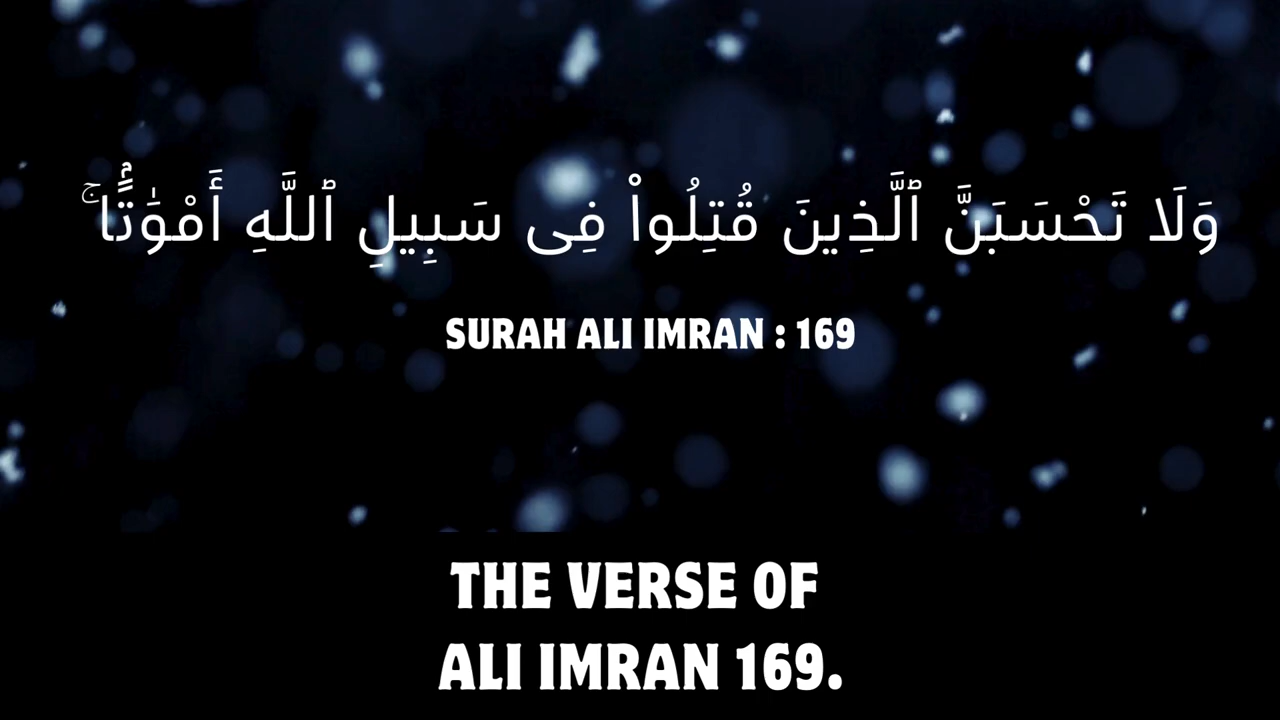 وَلَا تَحْسَبَنَّ ٱلَّذِينَ قُتِلُوا۟ فِى سَبِيلِ ٱللَّهِ أَمْوَٰتًۢا ۚ
SURAH ALI IMRAN : 169
THE VERSE OF
ALI IMRAN 169.